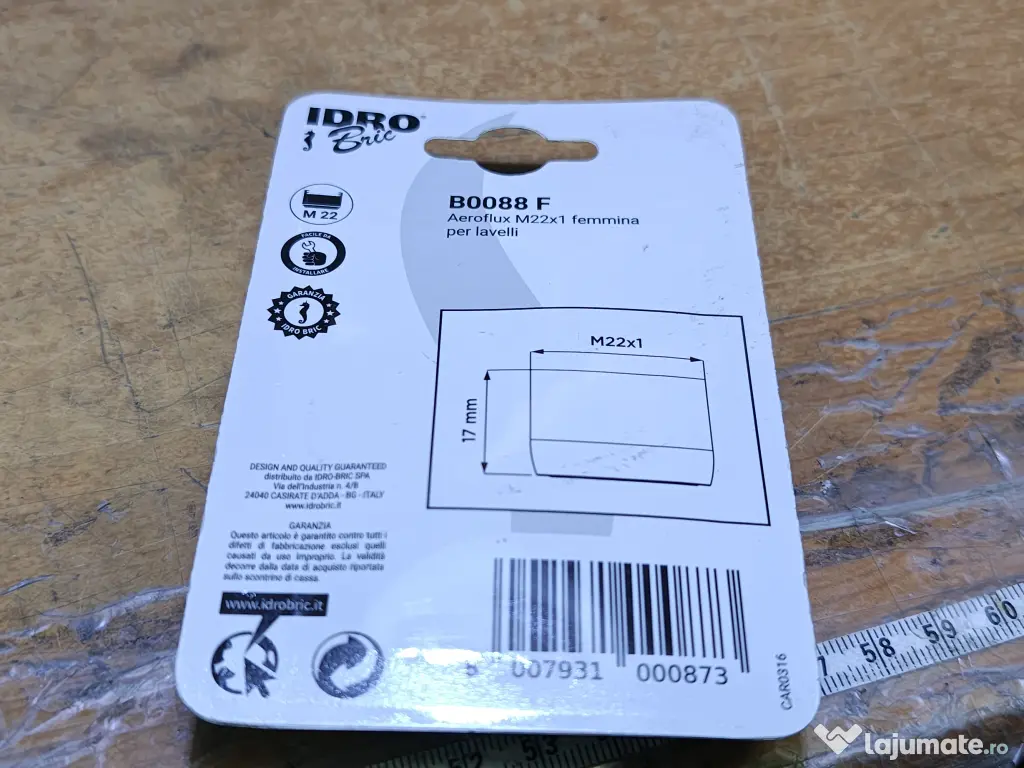 IDRO
Bric
M 22
FACILE DA
INSTALLARE
GARANZIA
IDRO BRIC
B0088 F
Aeroflux M22x1 femmina
per lavelli
M22x1
17 mm
DESIGN AND QUALITY GUARANTEED
distribuito da IDRO-BRIC SPA
Via dell'Industria n. 4/B
24040 CASIRATE D'ADDA - BG - ITALY
www.idrobric.it
GARANZIA
Questo articolo è garantito contro tutti i
difetti di fabbricazione esclusi quelli
causati da uso improprio. La validità
decorre dalla data di acquisto riportata
sullo scontrino di cassa.
www.idrobric.it
007931 000873
CAR0316
58 59 60
52 53
lajumate.ro